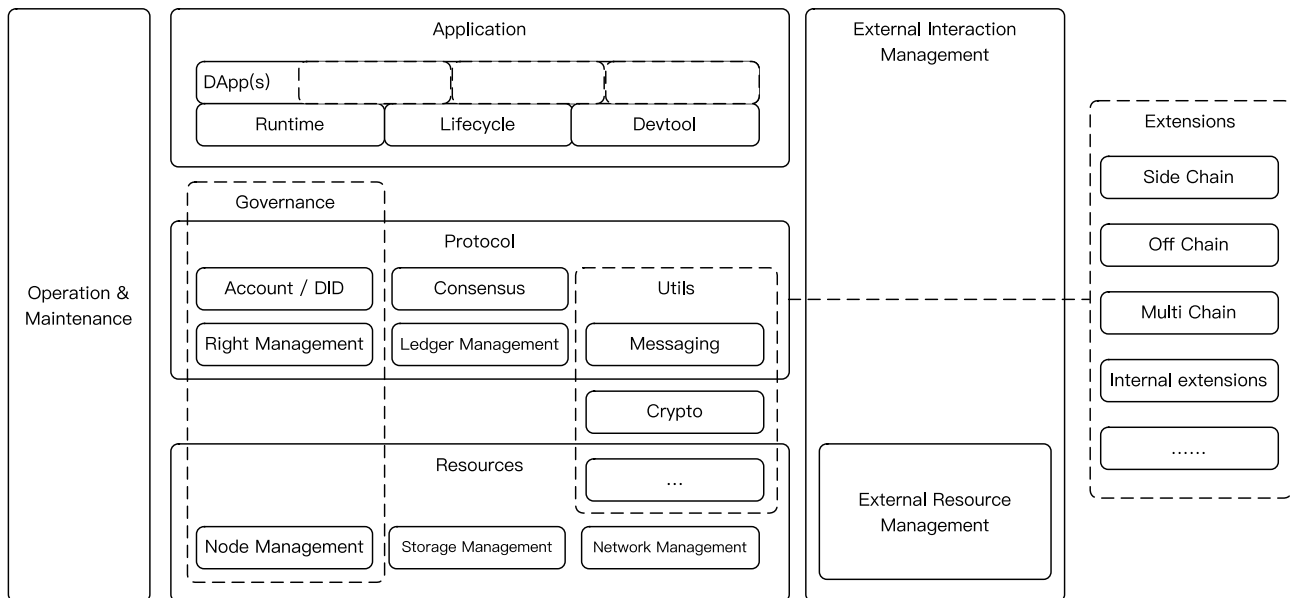 Operation &
Maintenance
Application
DApp(s)
Runtime
Lifecycle
Devtool
Governance
Protocol
Account / DID
Consensus
Utils
Right Management
Ledger Management
Messaging
Crypto
Resources
...
Node Management
Storage Management
Network Management
External Interaction
Management
External Resource
Management
Extensions
Side Chain
Off Chain
Multi Chain
Internal extensions
......